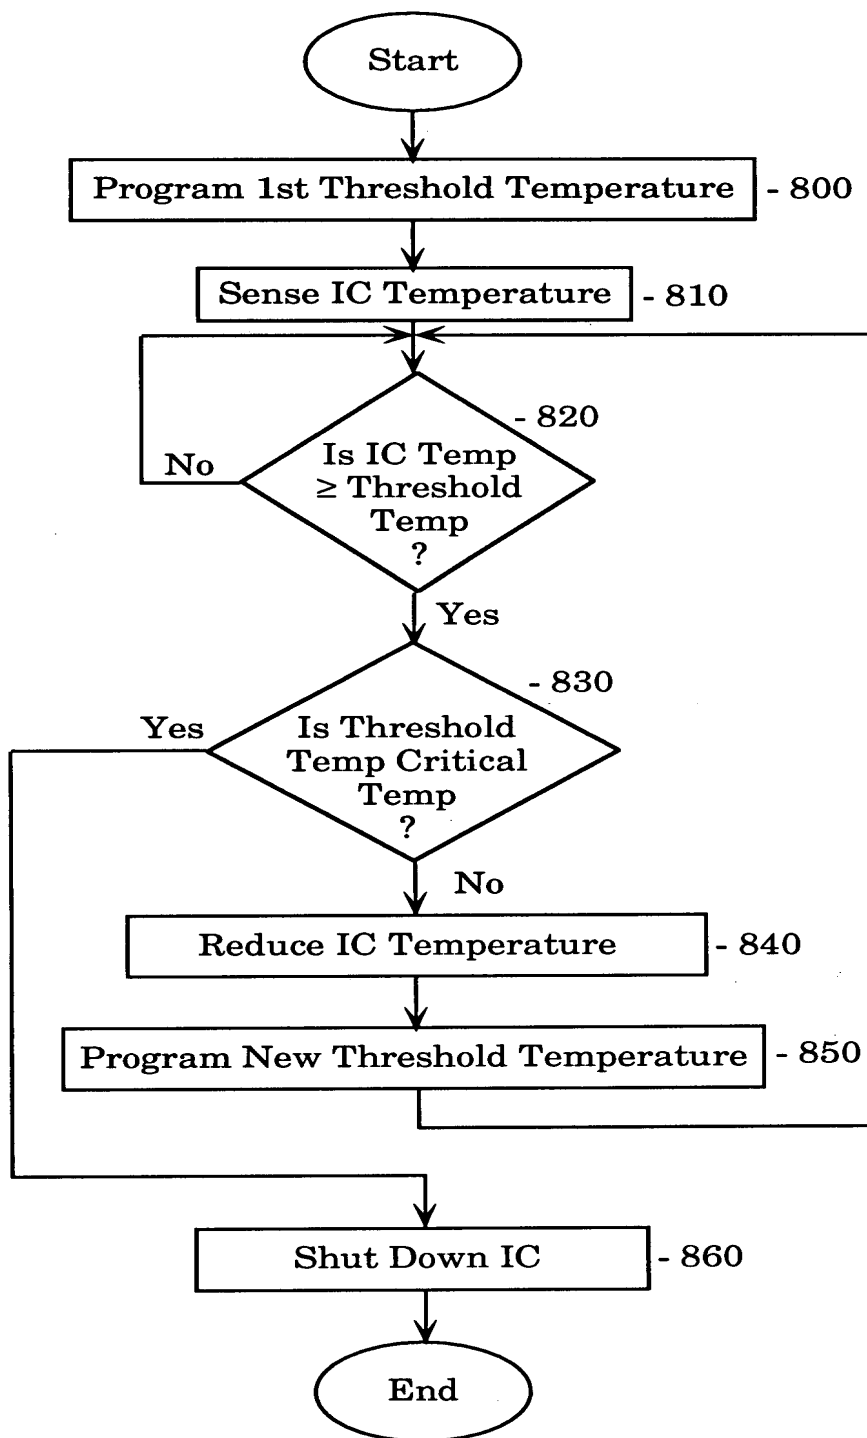 Start
Program 1st Threshold Temperature - 800
Sense IC Temperature - 810
- 820
Is IC Temp
≥ Threshold
Temp
?
No
Yes
- 830
Yes
Is Threshold
Temp Critical
Temp
?
No
Reduce IC Temperature - 840
Program New Threshold Temperature - 850
Shut Down IC - 860
End